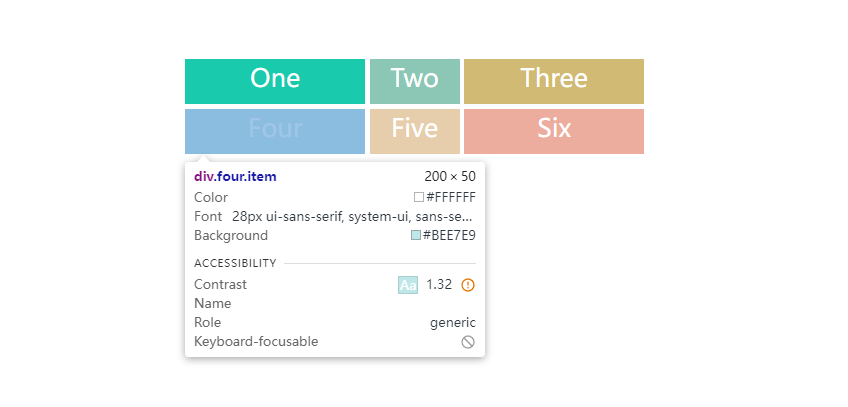 One Two Three
Four Five Six
div.four.item 200 × 50
Color #FFFFFF
Font 28px ui-sans-serif, system-ui, sans-se...
Background #BEE7E9
ACCESSIBILITY
Contrast Aa 1.32
Name
Role generic
Keyboard-focusable